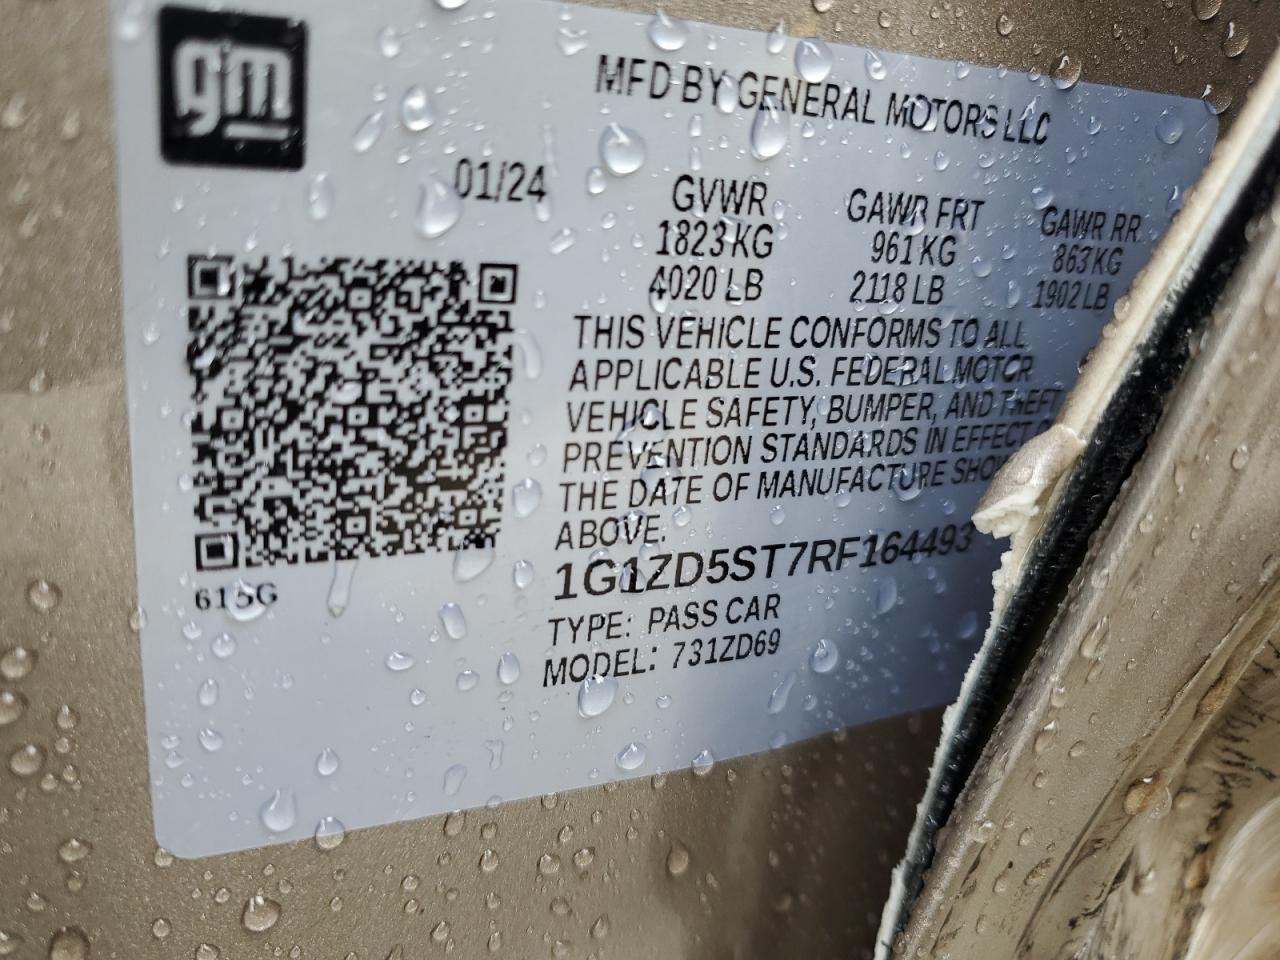 gm
MFD BY GENERAL MOTORS LLC
01/24
GVWR GAWR FRT GAWR RR
1823 KG 961 KG 863 KG
4020 LB 2118 LB 1902 LB
THIS VEHICLE CONFORMS TO ALL
APPLICABLE U.S. FEDERAL MOTOR
VEHICLE SAFETY, BUMPER, AND THEFT
PREVENTION STANDARDS IN EFFECT
THE DATE OF MANUFACTURE
ABOVE.
1G1ZD5ST7RF164493
TYPE: PASS CAR
MODEL: 731ZD69
615G